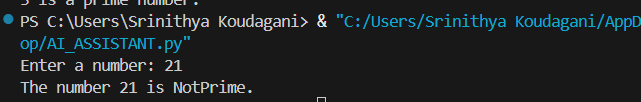 5 is a prime number.
PS C:\Users\Srinithya Koudagani> & "C:/Users/Srinithya Koudagani/AppD
op/AI_ASSISTANT.py"
Enter a number: 21
The number 21 is NotPrime.